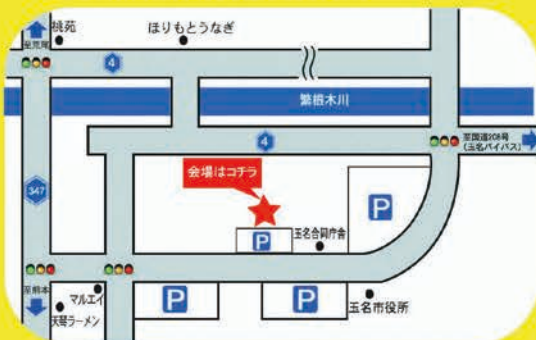 桃苑
ほりもとうなぎ
至荒尾
4
繁根木川
4
至国道208号
(玉名バイパス)
会場はコチラ
347
P
P
玉名合同庁舎
至熊本
マルエイ
天琴ラーメン
P
P
玉名市役所